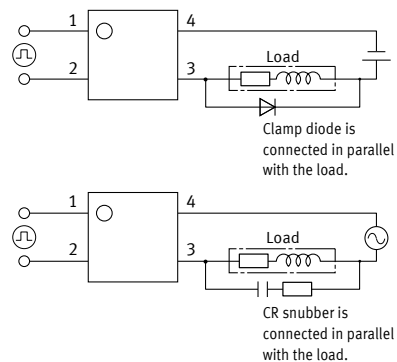 1
4
Load
2
3
Clamp diode is
connected in parallel
with the load.
1
4
Load
2
3
CR snubber is
connected in parallel
with the load.